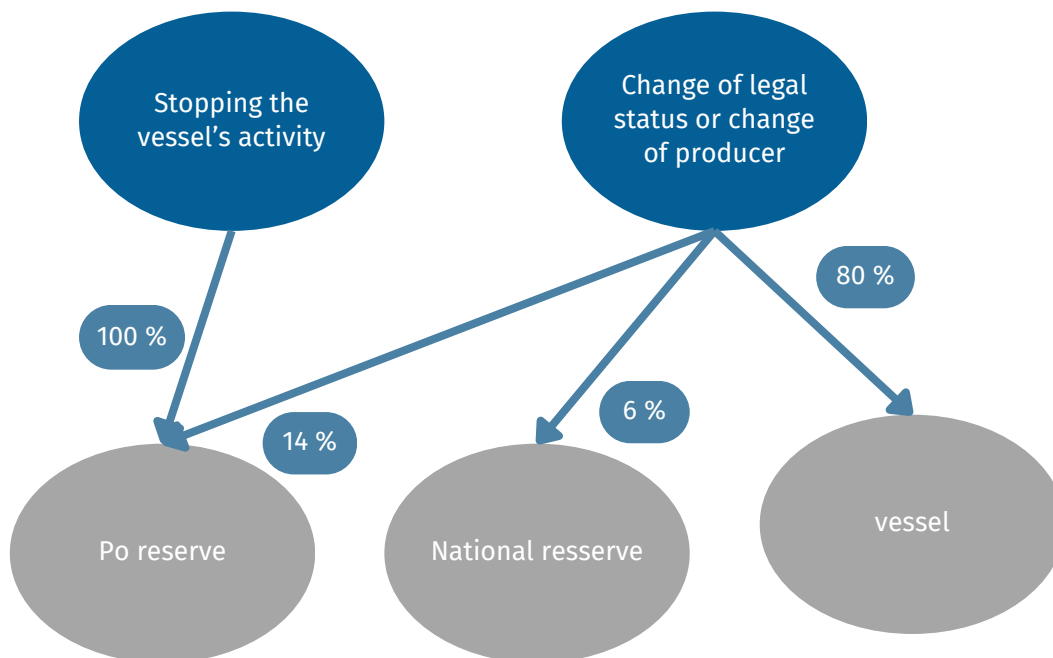 Stopping the
vessel’s activity
Change of legal
status or change
of producer
80 %
100 %
14 %
6 %
Po reserve
National resserve
vessel